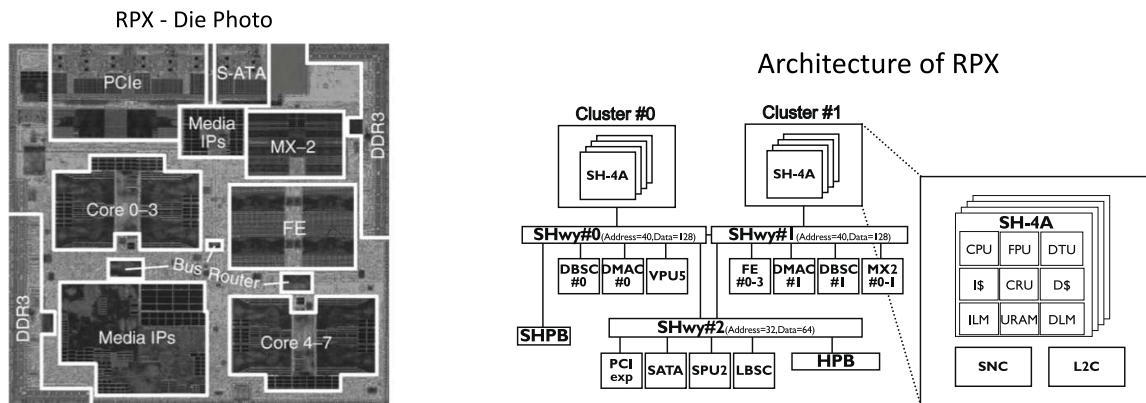 RPX - Die Photo
PCIe
S-ATA
Media
IPs
MX–2
DDR3
Core 0–3
FE
Bus Router
DDR3
Media IPs
Core 4–7
Architecture of RPX
Cluster #0
Cluster #1
SH-4A
SH-4A
SHwy#0(Address=40,Data=128)
SHwy#1(Address=40,Data=128)
DBSC
#0
DMAC
#0
VPU5
FE
#0-3
DMAC
#1
DBSC
#1
MX2
#0-1
SHPB
SHwy#2(Address=32,Data=64)
PCI
exp
SATA
SPU2
LBSC
HPB
SH-4A
CPU
FPU
DTU
I$
CRU
D$
ILM
URAM
DLM
SNC
L2C